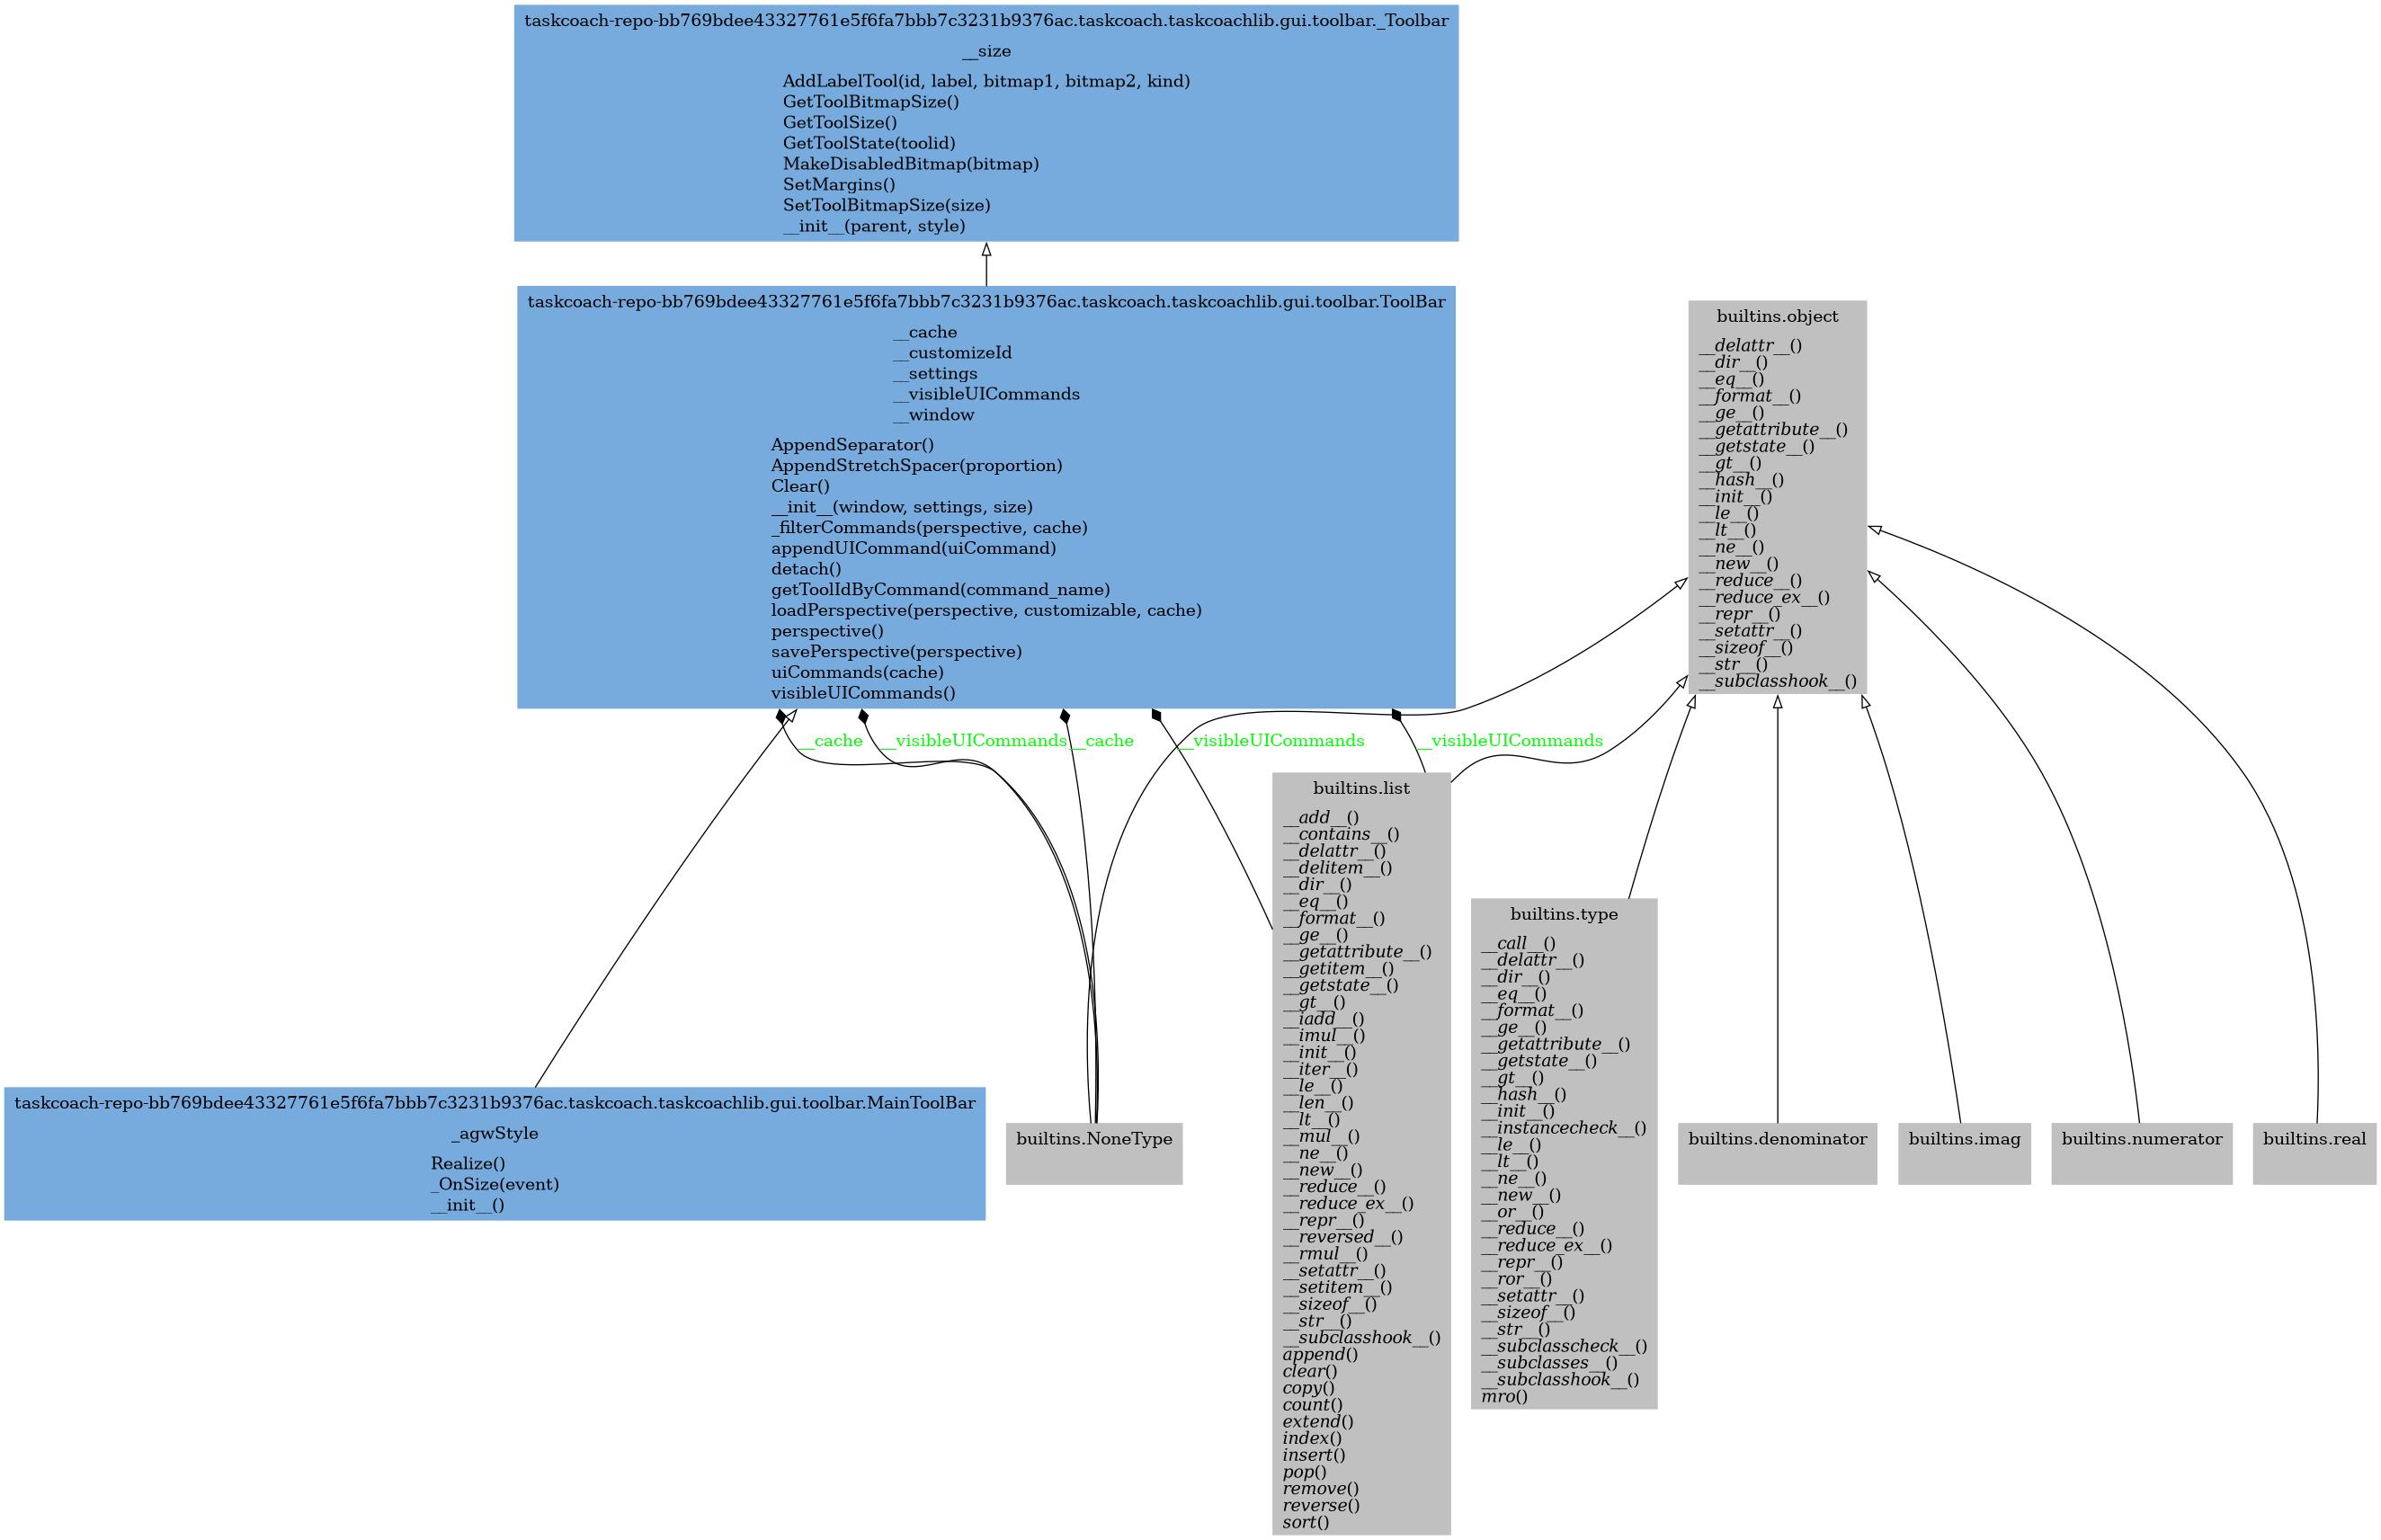 taskcoach-repo-bb769bdee43327761e5f6fa7bbb7c3231b9376ac.taskcoach.taskcoachlib.gui.toolbar._Toolbar
__size
AddLabelTool(id, label, bitmap1, bitmap2, kind)
GetToolBitmapSize()
GetToolSize()
GetToolState(toolid)
MakeDisabledBitmap(bitmap)
SetMargins()
SetToolBitmapSize(size)
__init__(parent, style)
taskcoach-repo-bb769bdee43327761e5f6fa7bbb7c3231b9376ac.taskcoach.taskcoachlib.gui.toolbar.ToolBar
__cache
__customizeId
__settings
__visibleUICommands
__window
AppendSeparator()
AppendStretchSpacer(proportion)
Clear()
__init__(window, settings, size)
_filterCommands(perspective, cache)
appendUICommand(uiCommand)
detach()
getToolIdByCommand(command_name)
loadPerspective(perspective, customizable, cache)
perspective()
savePerspective(perspective)
uiCommands(cache)
visibleUICommands()
builtins.object
__delattr__()
__dir__()
__eq__()
__format__()
__ge__()
__getattribute__()
__getstate__()
__gt__()
__hash__()
__init__()
__le__()
__lt__()
__ne__()
__new__()
__reduce__()
__reduce_ex__()
__repr__()
__setattr__()
__sizeof__()
__str__()
__subclasshook__()
__cache
__visibleUICommands
__cache
__visibleUICommands
__visibleUICommands
taskcoach-repo-bb769bdee43327761e5f6fa7bbb7c3231b9376ac.taskcoach.taskcoachlib.gui.toolbar.MainToolBar
_agwStyle
Realize()
_OnSize(event)
__init__()
builtins.NoneType
builtins.list
__add__()
__contains__()
__delattr__()
__delitem__()
__dir__()
__eq__()
__format__()
__ge__()
__getattribute__()
__getitem__()
__getstate__()
__gt__()
__iadd__()
__imul__()
__init__()
__iter__()
__le__()
__len__()
__lt__()
__mul__()
__ne__()
__new__()
__reduce__()
__reduce_ex__()
__repr__()
__reversed__()
__rmul__()
__setattr__()
__setitem__()
__sizeof__()
__str__()
__subclasshook__()
append()
clear()
copy()
count()
extend()
index()
insert()
pop()
remove()
reverse()
sort()
builtins.type
__call__()
__delattr__()
__dir__()
__eq__()
__format__()
__ge__()
__getattribute__()
__getstate__()
__gt__()
__hash__()
__init__()
__instancecheck__()
__le__()
__lt__()
__ne__()
__new__()
__or__()
__reduce__()
__reduce_ex__()
__repr__()
__ror__()
__setattr__()
__sizeof__()
__str__()
__subclasscheck__()
__subclasses__()
__subclasshook__()
mro()
builtins.denominator
builtins.imag
builtins.numerator
builtins.real